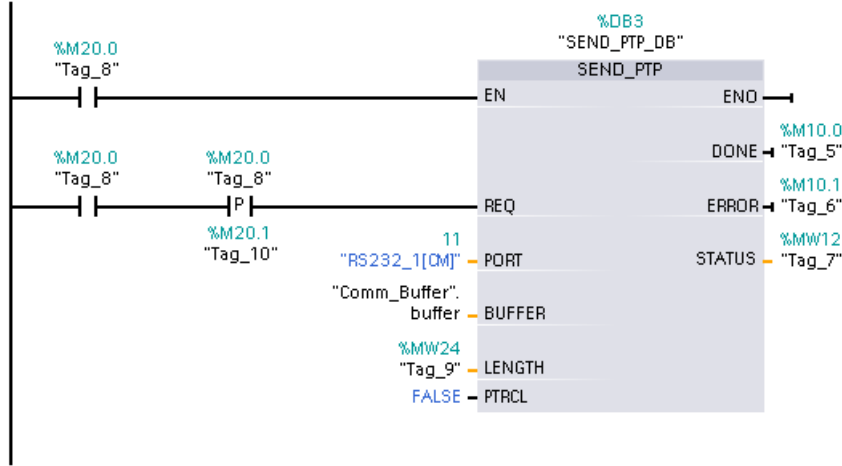 %DB3
"SEND_PTP_DB"
SEND_PTP
%M20.0
"Tag_8"
EN
ENO
%M10.0
DONE
"Tag_5"
%M20.0
"Tag_8"
%M20.0
"Tag_8"
P
%M20.1
"Tag_10"
REQ
%M10.1
ERROR
"Tag_6"
11
"RS232_1[CM]"
PORT
%MW12
STATUS
"Tag_7"
"Comm_Buffer".
buffer
BUFFER
%MW24
"Tag_9"
LENGTH
FALSE
PTRCL